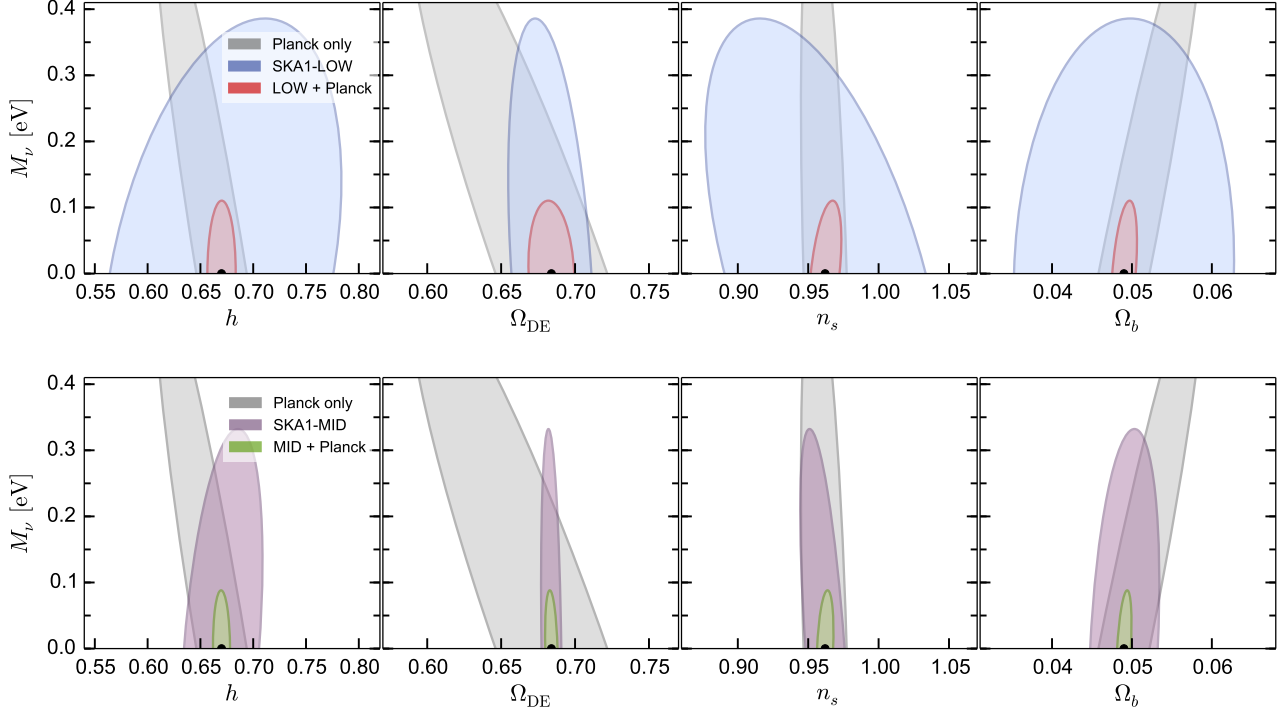 0.4
0.3
0.2
0.1
0.0
M_ν [eV]
Planck only
SKA1-LOW
LOW + Planck
0.55 0.60 0.65 0.70 0.75 0.80
h
0.60 0.65 0.70 0.75
Ω_DE
0.90 0.95 1.00 1.05
n_s
0.04 0.05 0.06
Ω_b
0.4
0.3
0.2
0.1
0.0
M_ν [eV]
Planck only
SKA1-MID
MID + Planck
0.55 0.60 0.65 0.70 0.75 0.80
h
0.60 0.65 0.70 0.75
Ω_DE
0.90 0.95 1.00 1.05
n_s
0.04 0.05 0.06
Ω_b